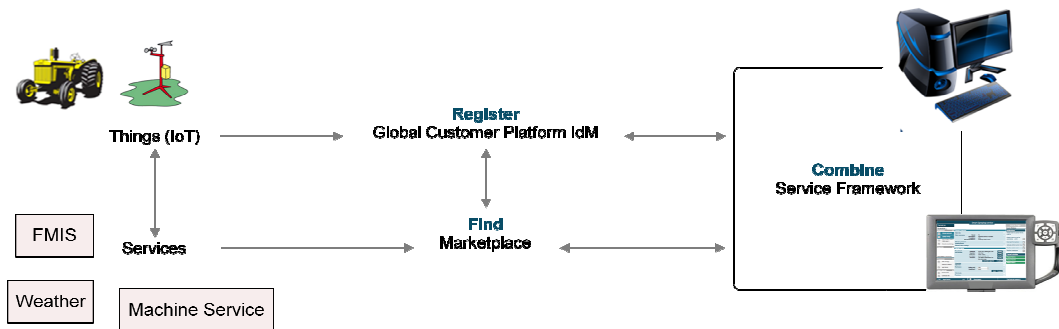 Register
Global Customer Platform IdM
Things (IoT)
Combine
Service Framework
Find
Marketplace
FMIS
Services
Weather
Machine Service